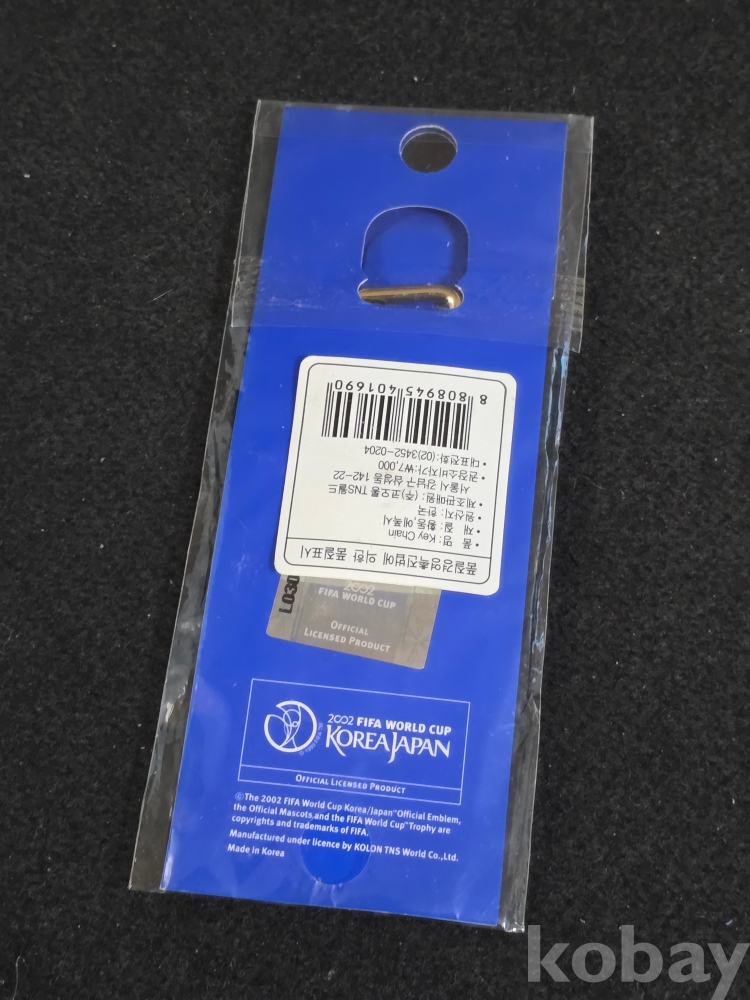 품질경영촉진법에 의한 품질표시
• 품 명 : Key Chain
• 재 질 : 황동, 에폭시
• 원산지 : 한국
• 제조판매원 : (주) 코오롱 TNS월드
서울시 강남구 삼성동 142-22
• 권장소비자가:₩7,000
• 대표전화:(02)3452-0204
8 808945 401690
L030
2002
FIFA WORLD CUP
OFFICIAL
LICENSED PRODUCT
2002 FIFA WORLD CUP
KOREA JAPAN
OFFICIAL LICENSED PRODUCT
©The 2002 FIFA World Cup Korea/Japan™Official Emblem,
the Official Mascots and the FIFA World Cup™Trophy are
copyrights and trademarks of FIFA.
Manufactured under licence by KOLON TNS World Co.,Ltd.
Made in Korea
kobay